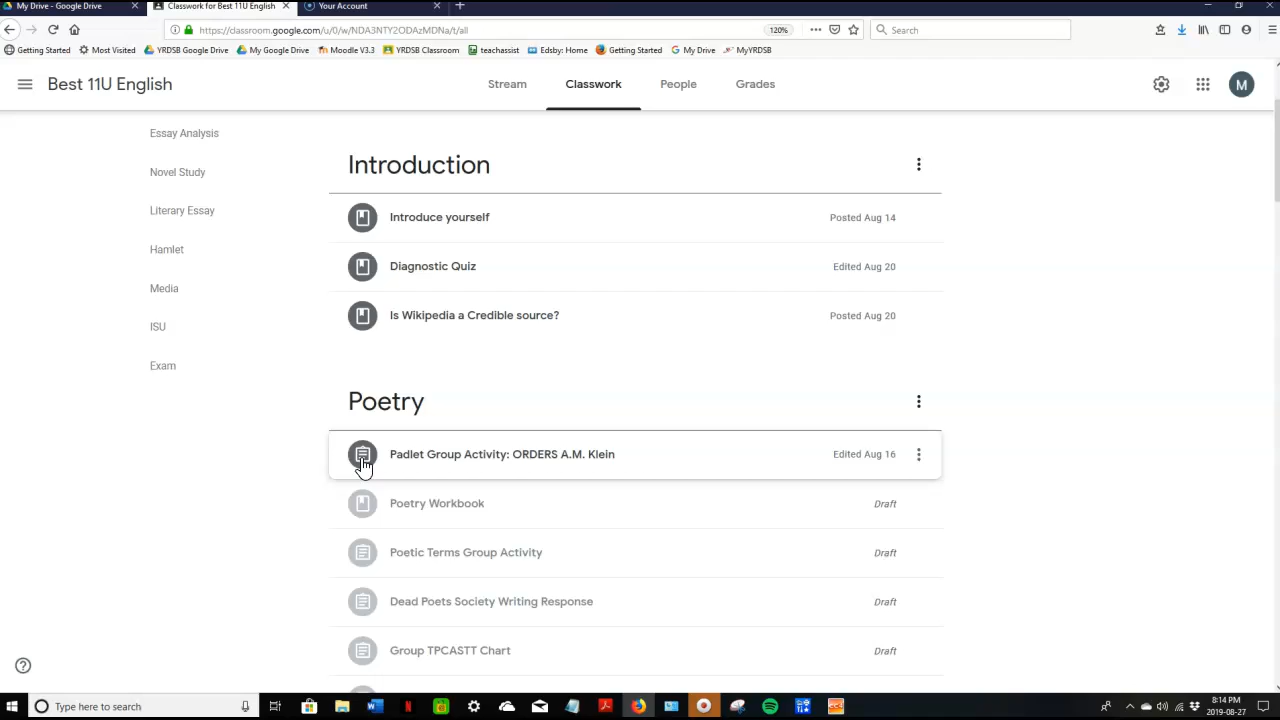 My Drive - Google Drive
Classwork for Best 11U English
Your Account
https://classroom.google.com/u/0/w/NDA3NTY2ODAzMDNa/t/all
120%
Search
Getting Started
Most Visited
YRDSB Google Drive
My Google Drive
Moodle V3.3
YRDSB Classroom
teachassist
Edsby: Home
Getting Started
My Drive
MyYRDSB
Best 11U English
Stream
Classwork
People
Grades
M
Essay Analysis
Novel Study
Literary Essay
Hamlet
Media
ISU
Exam
Introduction
Introduce yourself
Posted Aug 14
Diagnostic Quiz
Edited Aug 20
Is Wikipedia a Credible source?
Posted Aug 20
Poetry
Padlet Group Activity: ORDERS A.M. Klein
Edited Aug 16
Poetry Workbook
Draft
Poetic Terms Group Activity
Draft
Dead Poets Society Writing Response
Draft
Group TPCASTT Chart
Draft
Type here to search
8:14 PM
2019-08-27